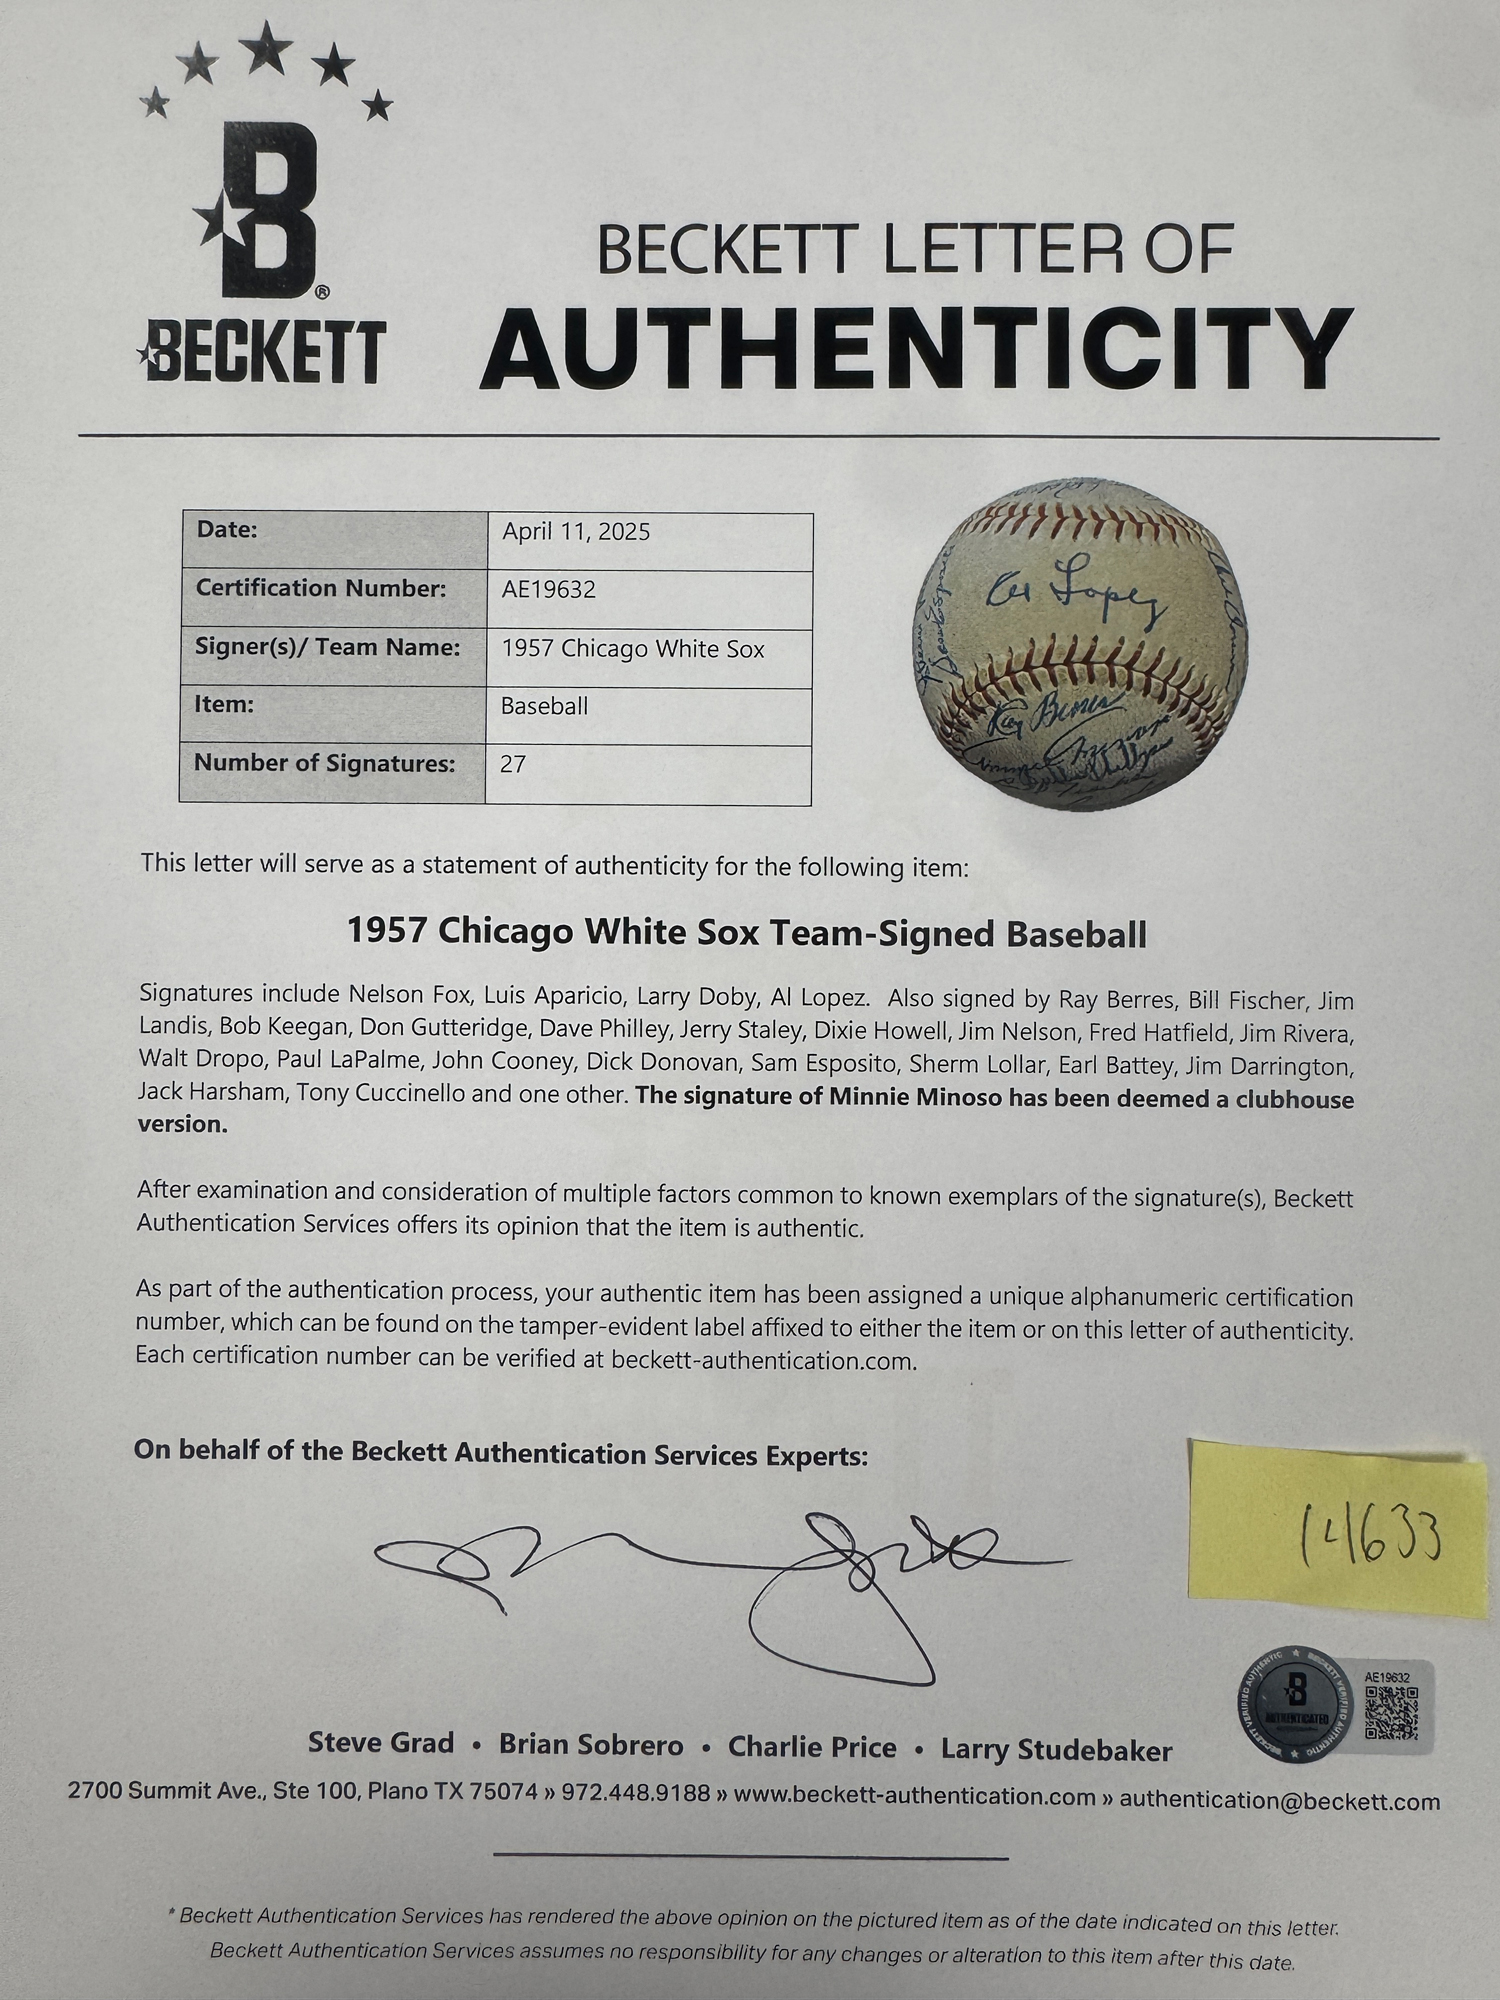 B®
BECKETT
BECKETT LETTER OF
AUTHENTICITY
Date: April 11, 2025
Certification Number: AE19632
Signer(s)/ Team Name: 1957 Chicago White Sox
Item: Baseball
Number of Signatures: 27
Al Lopez
Ray Berres
This letter will serve as a statement of authenticity for the following item:
1957 Chicago White Sox Team-Signed Baseball
Signatures include Nelson Fox, Luis Aparicio, Larry Doby, Al Lopez. Also signed by Ray Berres, Bill Fischer, Jim
Landis, Bob Keegan, Don Gutteridge, Dave Philley, Jerry Staley, Dixie Howell, Jim Nelson, Fred Hatfield, Jim Rivera,
Walt Dropo, Paul LaPalme, John Cooney, Dick Donovan, Sam Esposito, Sherm Lollar, Earl Battey, Jim Darrington,
Jack Harsham, Tony Cuccinello and one other. The signature of Minnie Minoso has been deemed a clubhouse
version.
After examination and consideration of multiple factors common to known exemplars of the signature(s), Beckett
Authentication Services offers its opinion that the item is authentic.
As part of the authentication process, your authentic item has been assigned a unique alphanumeric certification
number, which can be found on the tamper-evident label affixed to either the item or on this letter of authenticity.
Each certification number can be verified at beckett-authentication.com.
On behalf of the Beckett Authentication Services Experts:
14633
BECKETT VERIFIED AUTHENTIC
B
AUTHENTICATED
AE19632
Steve Grad • Brian Sobrero • Charlie Price • Larry Studebaker
2700 Summit Ave., Ste 100, Plano TX 75074 » 972.448.9188 » www.beckett-authentication.com » authentication@beckett.com
* Beckett Authentication Services has rendered the above opinion on the pictured item as of the date indicated on this letter.
Beckett Authentication Services assumes no responsibility for any changes or alteration to this item after this date.